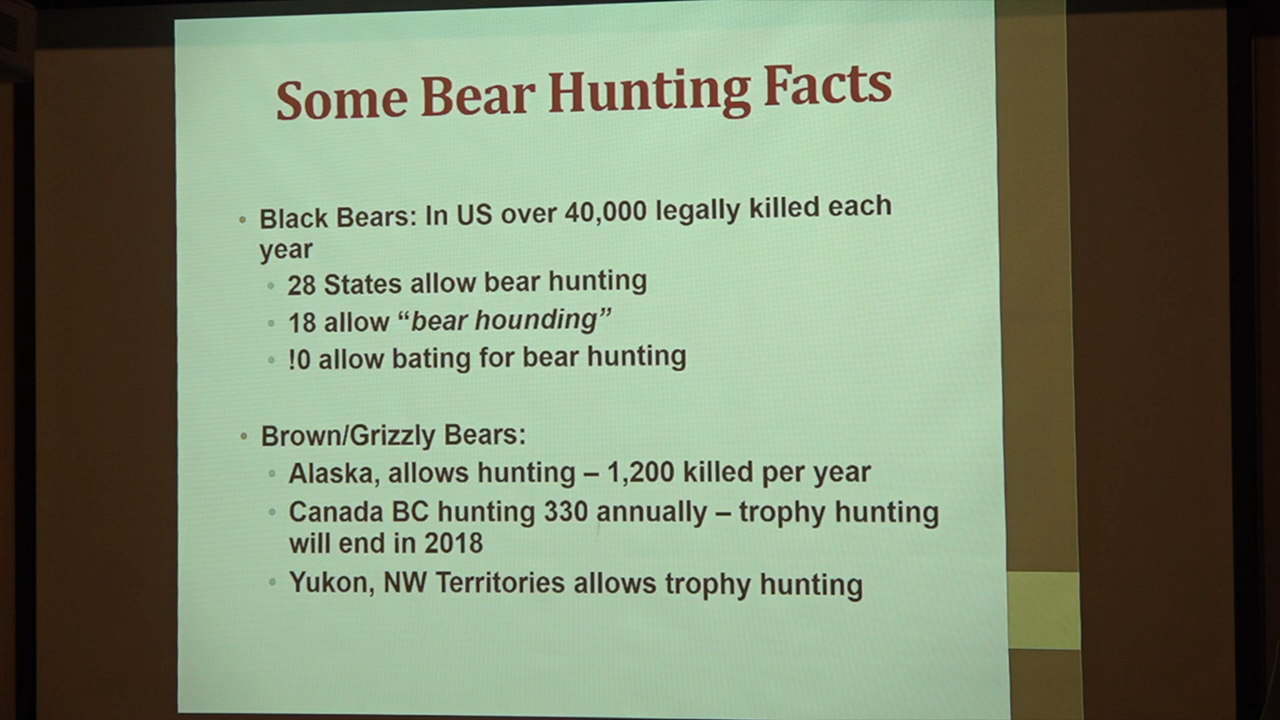 Some Bear Hunting Facts
• Black Bears: In US over 40,000 legally killed each
year
• 28 States allow bear hunting
• 18 allow “bear hounding”
• !0 allow bating for bear hunting
• Brown/Grizzly Bears:
• Alaska, allows hunting – 1,200 killed per year
• Canada BC hunting 330 annually – trophy hunting
will end in 2018
• Yukon, NW Territories allows trophy hunting